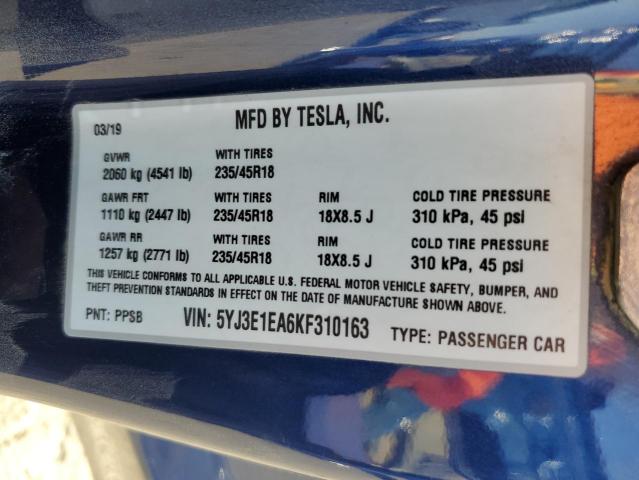 03/19 MFD BY TESLA, INC.
GVWR WITH TIRES
2060 kg (4541 lb) 235/45R18
GAWR FRT WITH TIRES RIM COLD TIRE PRESSURE
1110 kg (2447 lb) 235/45R18 18X8.5 J 310 kPa, 45 psi
GAWR RR WITH TIRES RIM COLD TIRE PRESSURE
1257 kg (2771 lb) 235/45R18 18X8.5 J 310 kPa, 45 psi
THIS VEHICLE CONFORMS TO ALL APPLICABLE U.S. FEDERAL MOTOR VEHICLE SAFETY, BUMPER, AND
THEFT PREVENTION STANDARDS IN EFFECT ON THE DATE OF MANUFACTURE SHOWN ABOVE.
PNT: PPSB VIN: 5YJ3E1EA6KF310163 TYPE: PASSENGER CAR